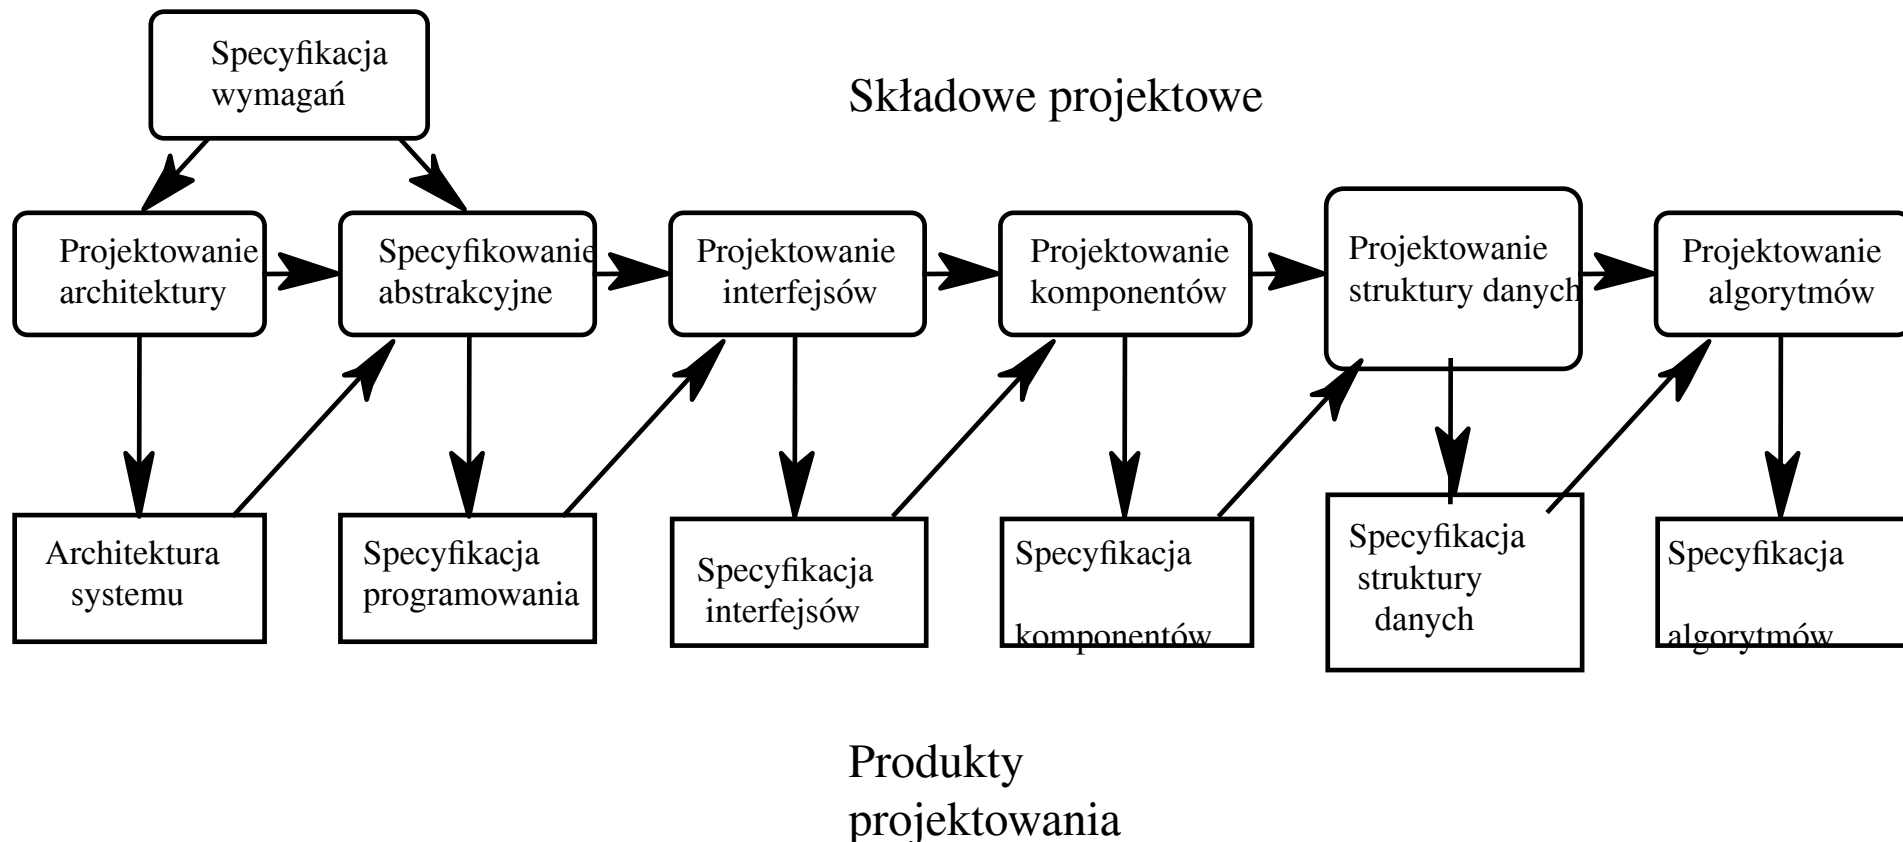 Specyfikacja
wymagań
Składowe projektowe
Projektowanie
architektury
Specyfikowanie
abstrakcyjne
Projektowanie
interfejsów
Projektowanie
komponentów
Projektowanie
struktury danych
Projektowanie
algorytmów
Architektura
systemu
Specyfikacja
programowania
Specyfikacja
interfejsów
Specyfikacja
komponentów
Specyfikacja
struktury
danych
Specyfikacja
algorytmów
Produkty
projektowania